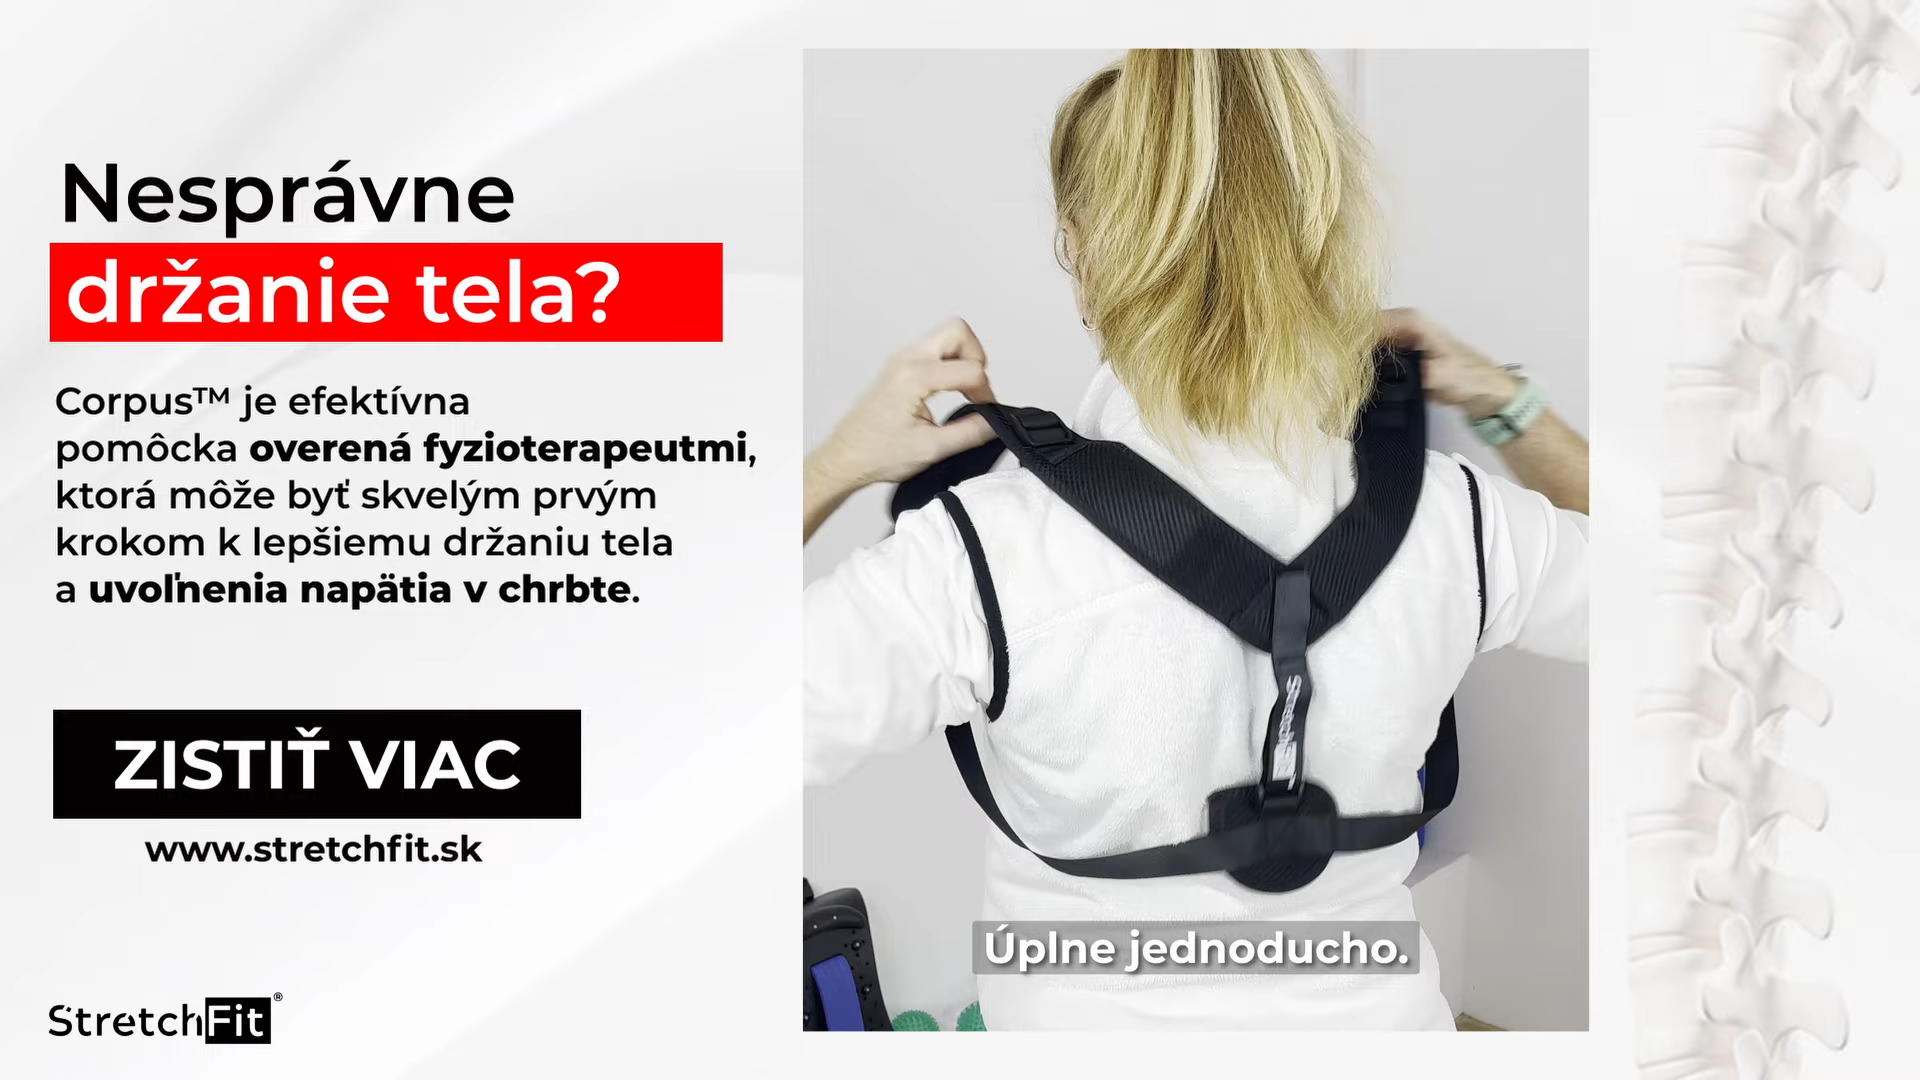 Nesprávne
držanie tela?
Corpus™ je efektívna
pomôcka overená fyzioterapeutmi,
ktorá môže byť skvelým prvým
krokom k lepšiemu držaniu tela
a uvoľnenia napätia v chrbte.
ZISTIŤ VIAC
www.stretchfit.sk
StretchFit®
Úplne jednoducho.